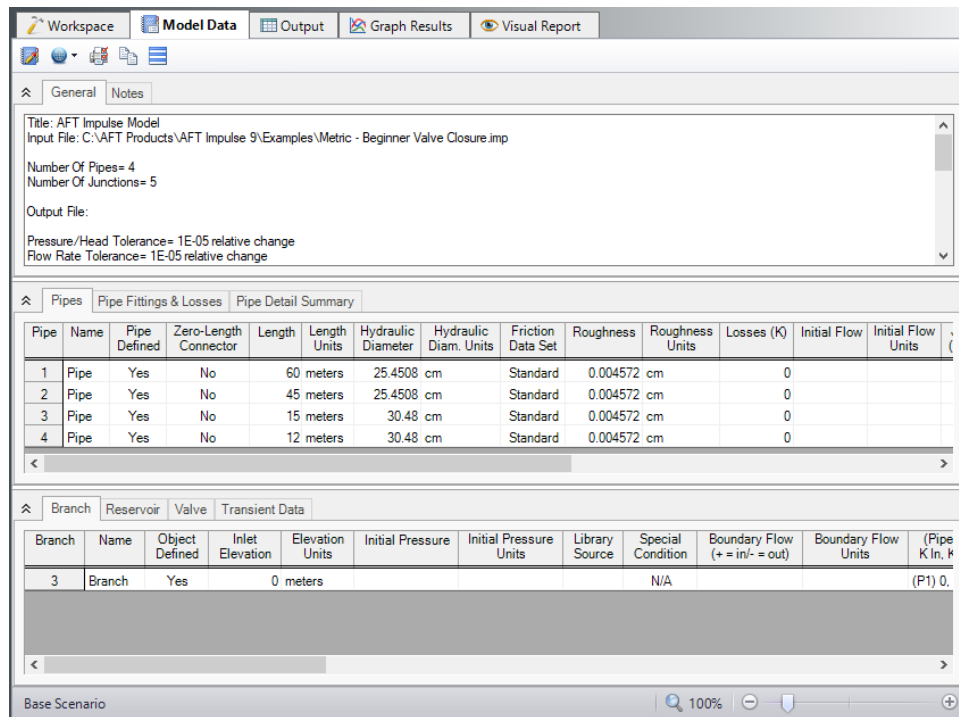 Workspace Model Data Output Graph Results Visual Report
General Notes
Title: AFT Impulse Model
Input File: C:\AFT Products\AFT Impulse 9\Examples\Metric - Beginner Valve Closure.imp
Number Of Pipes= 4
Number Of Junctions= 5
Output File:
Pressure/Head Tolerance= 1E-05 relative change
Flow Rate Tolerance= 1E-05 relative change
Pipes Pipe Fittings & Losses Pipe Detail Summary
Pipe Name Pipe Defined Zero-Length Connector Length Length Units Hydraulic Diameter Hydraulic Diam. Units Friction Data Set Roughness Roughness Units Losses (K) Initial Flow Initial Flow Units
1 Pipe Yes No 60 meters 25.4508 cm Standard 0.004572 cm 0
2 Pipe Yes No 45 meters 25.4508 cm Standard 0.004572 cm 0
3 Pipe Yes No 15 meters 30.48 cm Standard 0.004572 cm 0
4 Pipe Yes No 12 meters 30.48 cm Standard 0.004572 cm 0
Branch Reservoir Valve Transient Data
Branch Name Object Defined Inlet Elevation Elevation Units Initial Pressure Initial Pressure Units Library Source Special Condition Boundary Flow (+ = in/- = out) Boundary Flow Units (Pipe K In, K
3 Branch Yes 0 meters N/A (P1) 0,
Base Scenario 100%